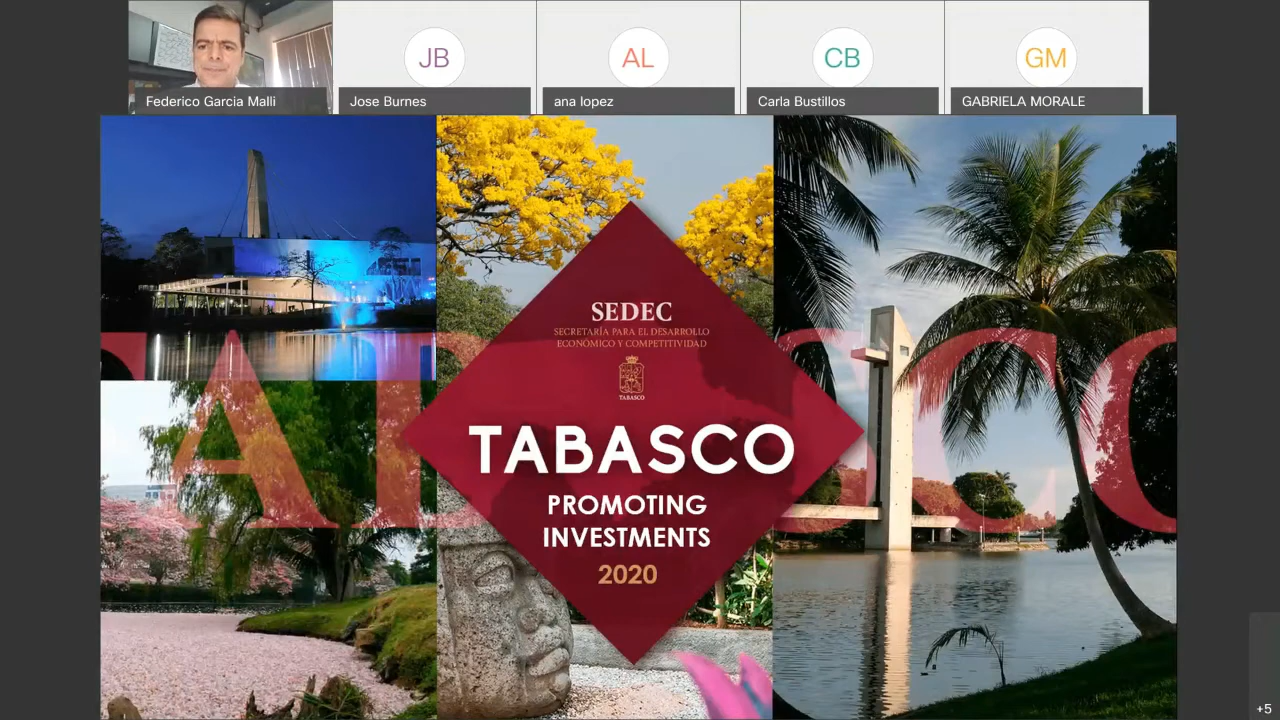 JB
AL
CB
GM
Federico Garcia Malli
Jose Burnes
ana lopez
Carla Bustillos
GABRIELA MORALE
SEDEC
SECRETARÍA PARA EL DESARROLLO
ECONÓMICO Y COMPETITIVIDAD
TABASCO
TABASCO
PROMOTING
INVESTMENTS
2020
TABASCO
+5